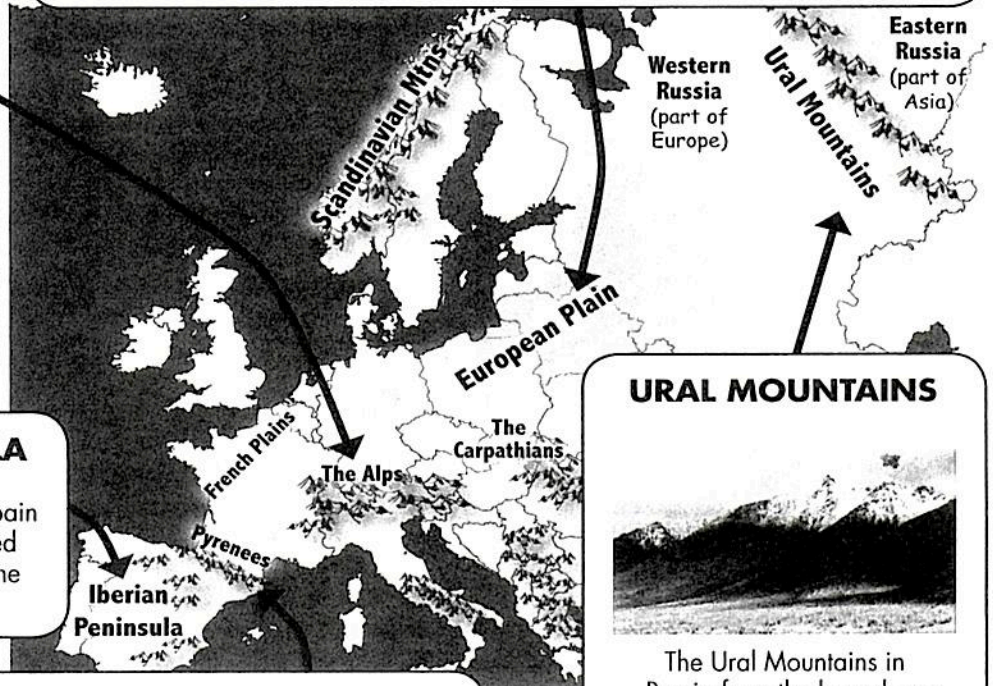 Eastern
Russia
(part of
Asia)
Western
Russia
(part of
Europe)
Ural Mountains
Scandinavian Mtns
European Plain
The
Carpathians
French Plains
The Alps
Pyrenees
Iberian
Peninsula
URAL MOUNTAINS
The Ural Mountains in